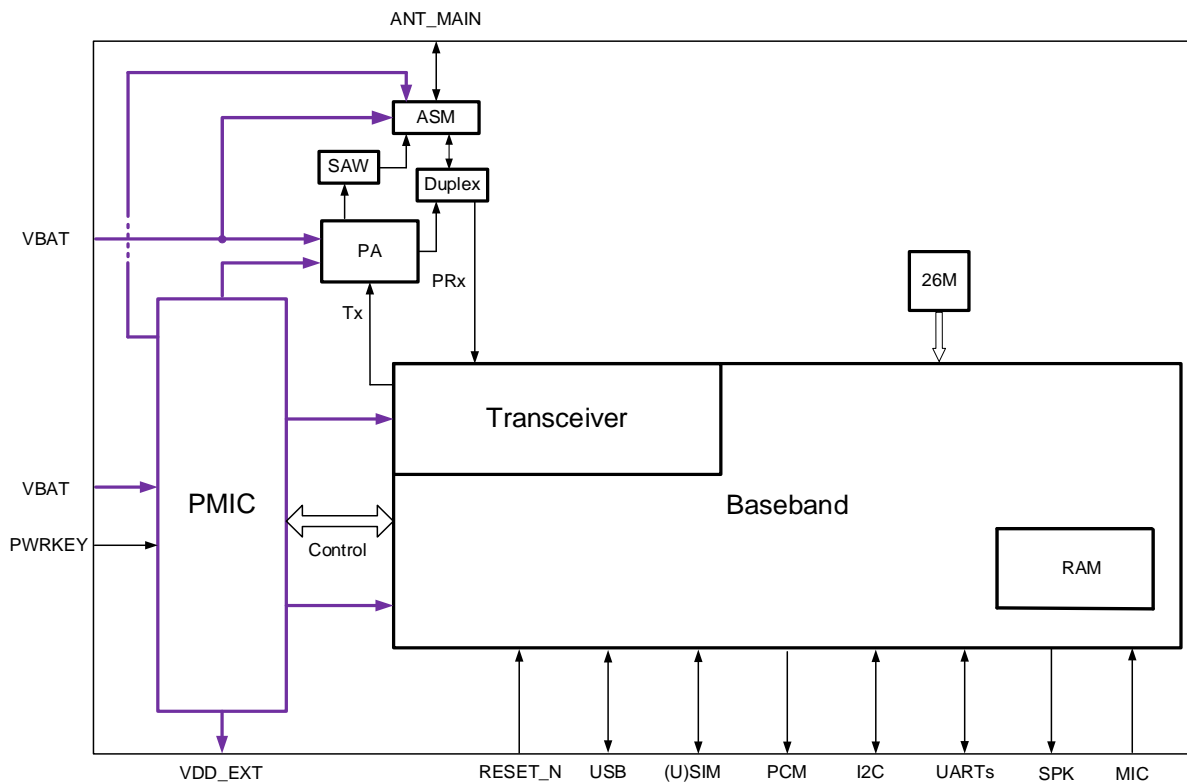 ANT_MAIN
ASM
SAW
Duplex
VBAT
PA
PRx
26M
Tx
Transceiver
VBAT
PMIC
Baseband
PWRKEY
Control
RAM
VDD_EXT
RESET_N
USB
(U)SIM
PCM
I2C
UARTs
SPK
MIC